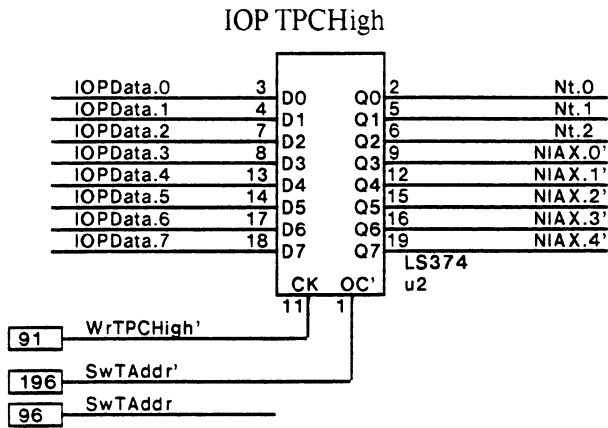 IOP TPCHigh
IOPData.0 3 D0 Q0 2 Nt.0
IOPData.1 4 D1 Q1 5 Nt.1
IOPData.2 7 D2 Q2 6 Nt.2
IOPData.3 8 D3 Q3 9 NIAX.0'
IOPData.4 13 D4 Q4 12 NIAX.1'
IOPData.5 14 D5 Q5 15 NIAX.2'
IOPData.6 17 D6 Q6 16 NIAX.3'
IOPData.7 18 D7 Q7 19 NIAX.4'
LS374
CK OC' u2
11 1
91 WrTPCHigh'
196 SwTAddr'
96 SwTAddr